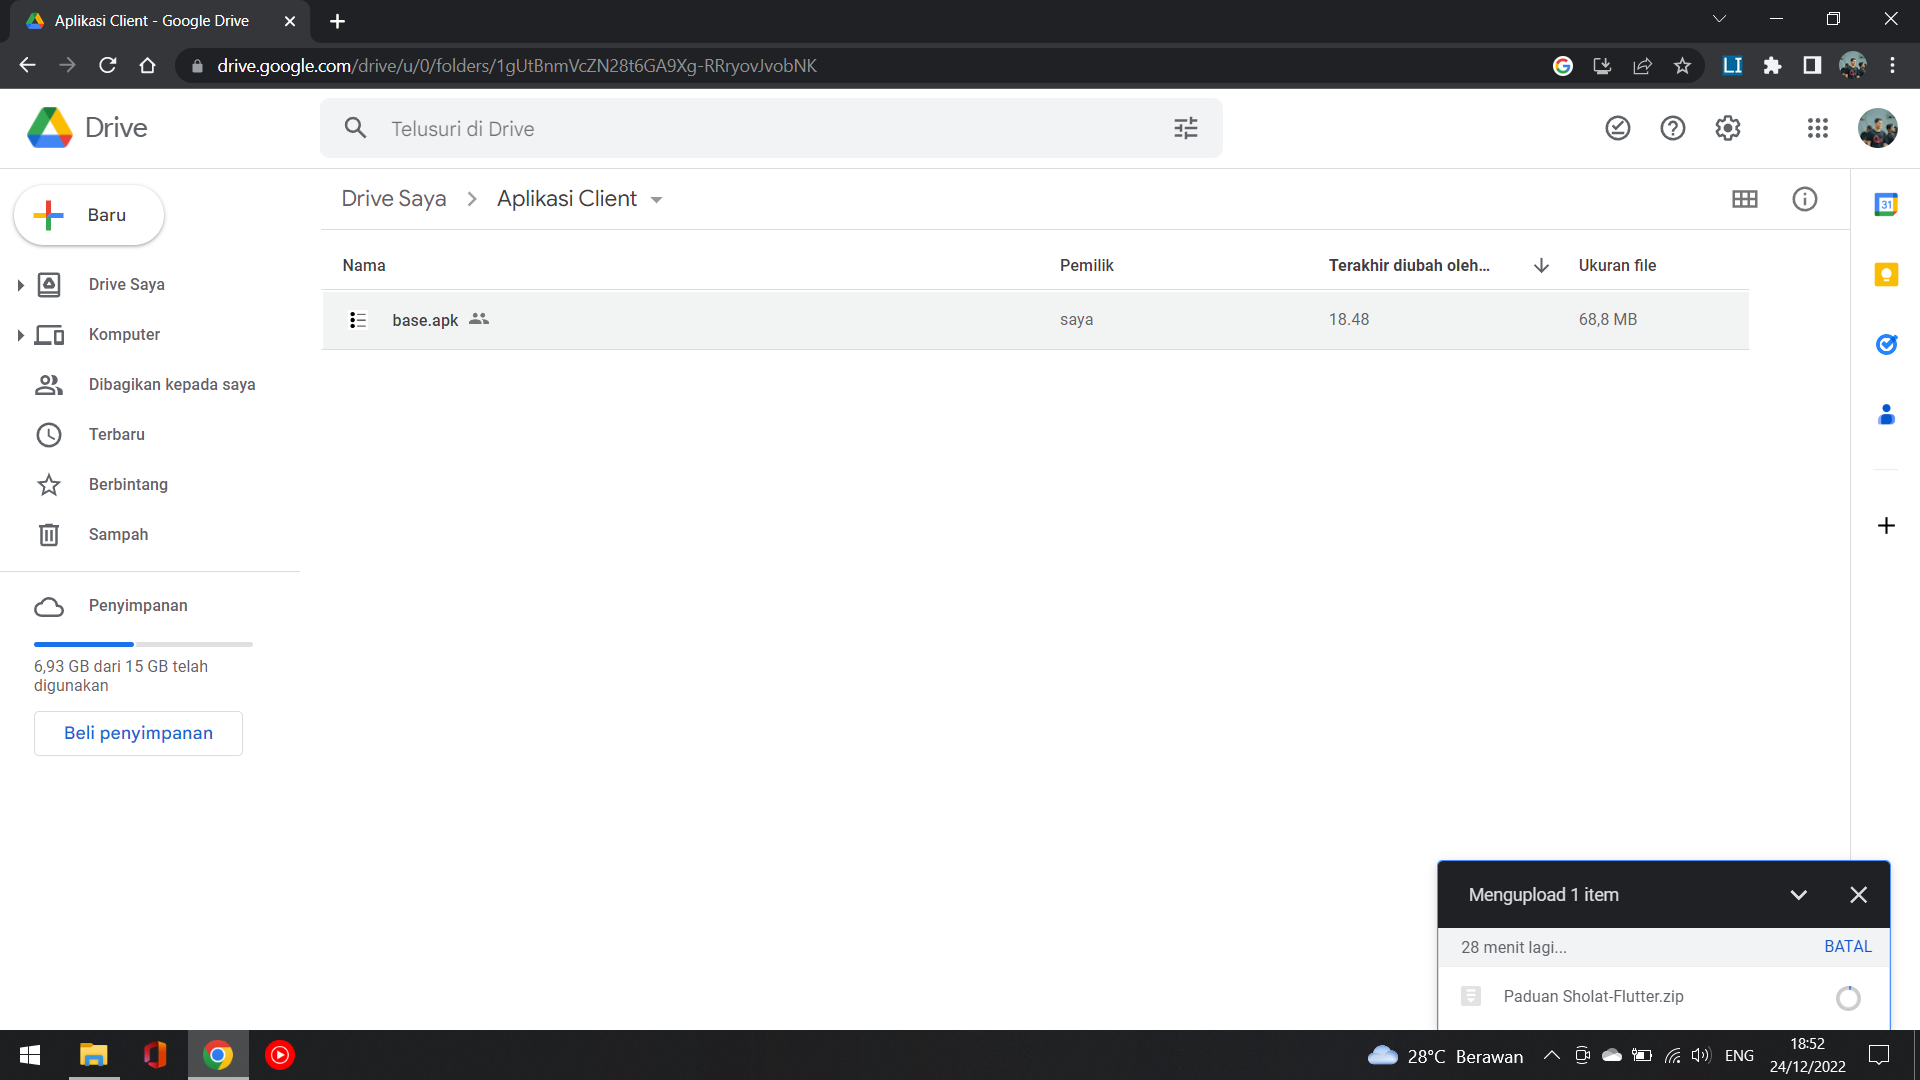 Aplikasi Client - Google Drive
drive.google.com/drive/u/0/folders/1gUtBnmVcZN28t6GA9Xg-RRryovJvobNK
LI
Drive
Telusuri di Drive
Baru
Drive Saya
Komputer
Dibagikan kepada saya
Terbaru
Berbintang
Sampah
Penyimpanan
6,93 GB dari 15 GB telah
digunakan
Beli penyimpanan
Drive Saya
Aplikasi Client
Nama
Pemilik
Terakhir diubah oleh...
Ukuran file
base.apk
saya
18.48
68,8 MB
31
Mengupload 1 item
28 menit lagi...
BATAL
Paduan Sholat-Flutter.zip
28°C Berawan
ENG
18:52
24/12/2022